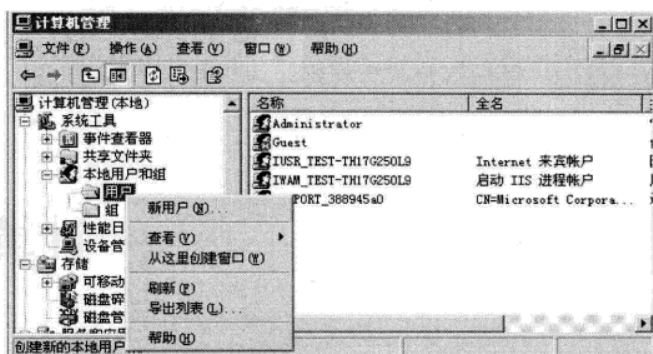 计算机管理
文件(F) 操作(A) 查看(V) 窗口(W) 帮助(H)
计算机管理(本地)
系统工具
事件查看器
共享文件夹
本地用户和组
用户
组
性能日
设备管
存储
可移动
磁盘碎
磁盘管
新用户(N)...
查看(V)
从这里创建窗口(W)
刷新(F)
导出列表(L)...
帮助(H)
名称 全名
Administrator
Guest
IUSR_TEST-TH17G250L9 Internet 来宾帐户
IWAM_TEST-TH17G250L9 启动 IIS 进程帐户
PORT_388945a0 CN=Microsoft Corpora...
创建新的本地用户